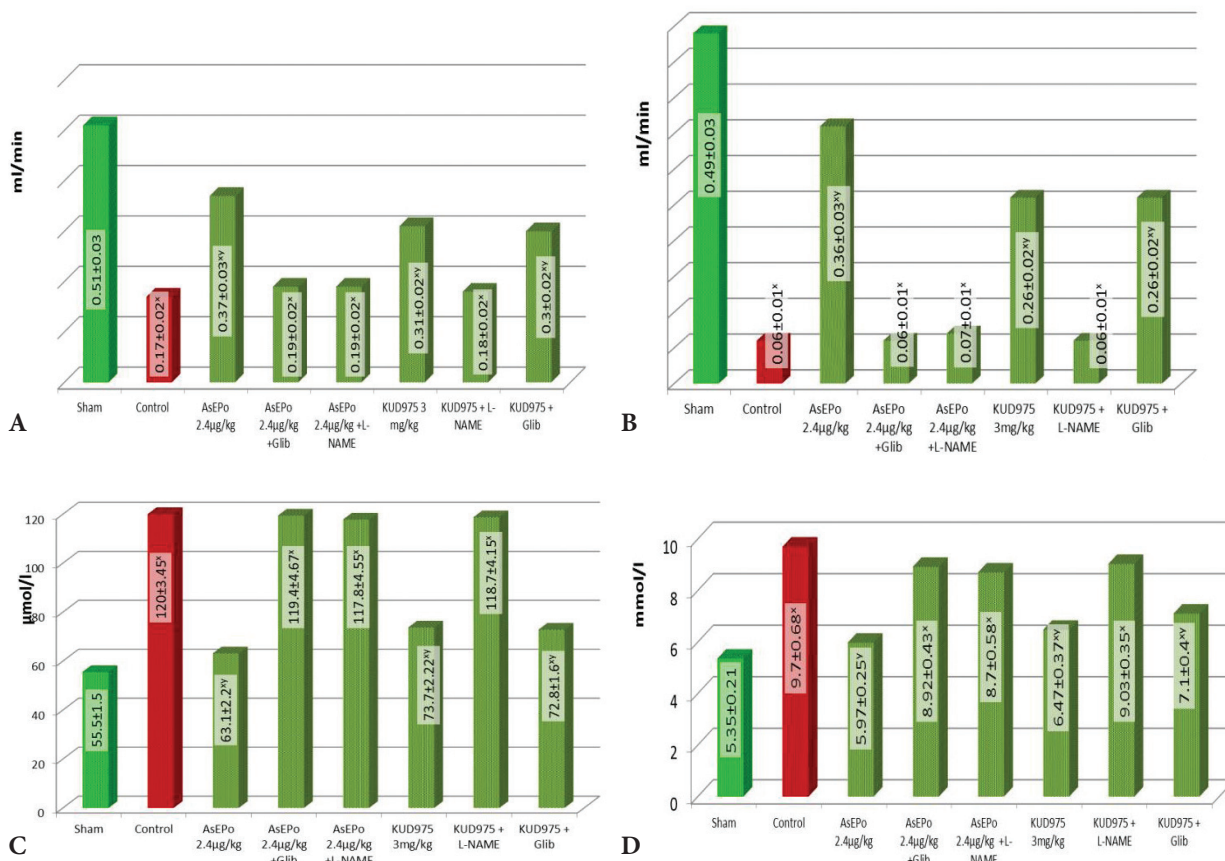 ml/min
0.51±0.03
0.17±0.02ˣ
0.37±0.03ˣʸ
0.19±0.02ˣ
0.19±0.02ˣ
0.31±0.02ˣʸ
0.18±0.02ˣ
0.3±0.02ˣʸ
Sham
Control
AsEPo
2.4µg/kg
AsEPo
2.4µg/kg
+Glib
AsEPo
2.4µg/kg +L-
NAME
KUD975 3
mg/kg
KUD975 + L-
NAME
KUD975 +
Glib
A
ml/min
0.49±0.03
0.06±0.01ˣ
0.36±0.03ˣʸ
0.06±0.01ˣ
0.07±0.01ˣ
0.26±0.02ˣʸ
0.06±0.01ˣ
0.26±0.02ˣʸ
Sham
Control
AsEPo
2.4µg/kg
AsEPo
2.4µg/kg
+Glib
AsEPo
2.4µg/kg
+L-NAME
KUD975
3mg/kg
KUD975 +
L-NAME
KUD975 +
Glib
B
µmol/l
120
100
80
60
40
20
0
55.5±1.5
120±3.45ˣ
63.1±2.2ˣʸ
119.4±4.67ˣ
117.8±4.55ˣ
73.7±2.22ˣʸ
118.7±4.15ˣ
72.8±1.6ˣʸ
Sham
Control
AsEPo
2.4µg/kg
AsEPo
2.4µg/kg
+Glib
AsEPo
2.4µg/kg
+L-NAME
KUD975
3mg/kg
KUD975 +
L-NAME
KUD975 +
Glib
C
mmol/l
10
8
6
4
2
0
5.35±0.21
9.7±0.68ˣ
5.97±0.25ʸ
8.92±0.43ˣ
8.7±0.58ˣ
6.47±0.37ˣʸ
9.03±0.35ˣ
7.1±0.4ˣʸ
Sham
Control
AsEPo
2.4µg/kg
AsEPo
2.4µg/kg
+Glib
AsEPo
2.4µg/kg +L-
NAME
KUD975
3mg/kg
KUD975 +
L-NAME
KUD975 +
Glib
D